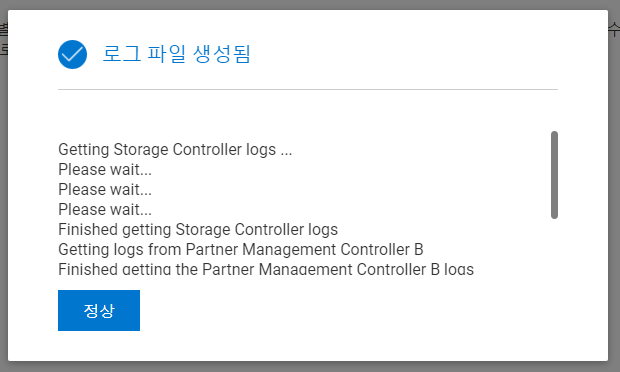 로그 파일 생성됨
Getting Storage Controller logs ...
Please wait...
Please wait...
Please wait...
Finished getting Storage Controller logs
Getting logs from Partner Management Controller B
Finished getting the Partner Management Controller B logs
정상